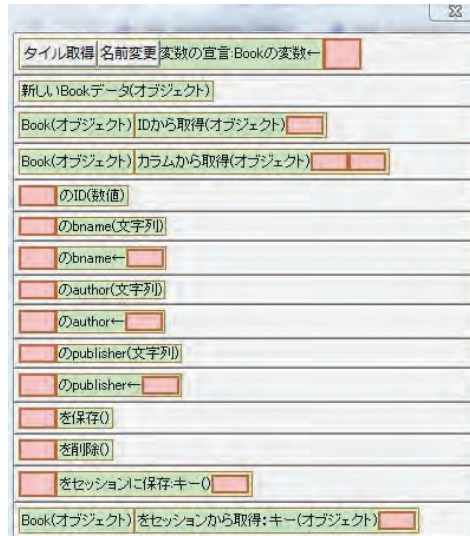 タイル取得 名前変更 変数の宣言:Bookの変数←
新しいBookデータ(オブジェクト)
Book(オブジェクト) IDから取得(オブジェクト)
Book(オブジェクト) カラムから取得(オブジェクト)
のID(数値)
のbname(文字列)
のbname←
のauthor(文字列)
のauthor←
のpublisher(文字列)
のpublisher←
を保存()
を削除()
をセッションに保存:キー()
Book(オブジェクト) をセッションから取得:キー(オブジェクト)